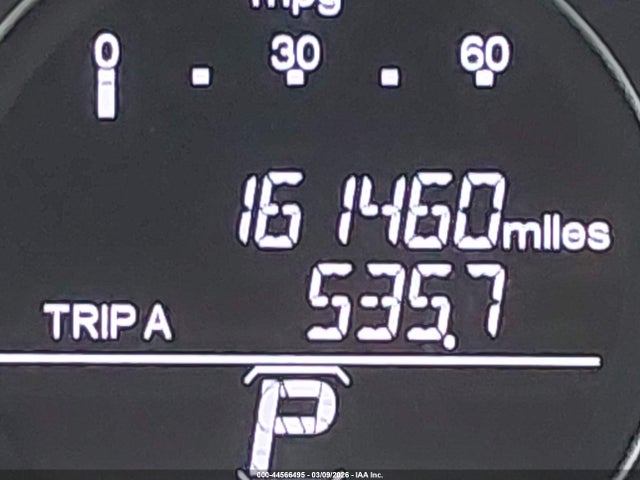 mpg
0 30 60
161460 miles
TRIP A 535.7
P
000-44566495 - 03/09/2026 - IAA Inc.